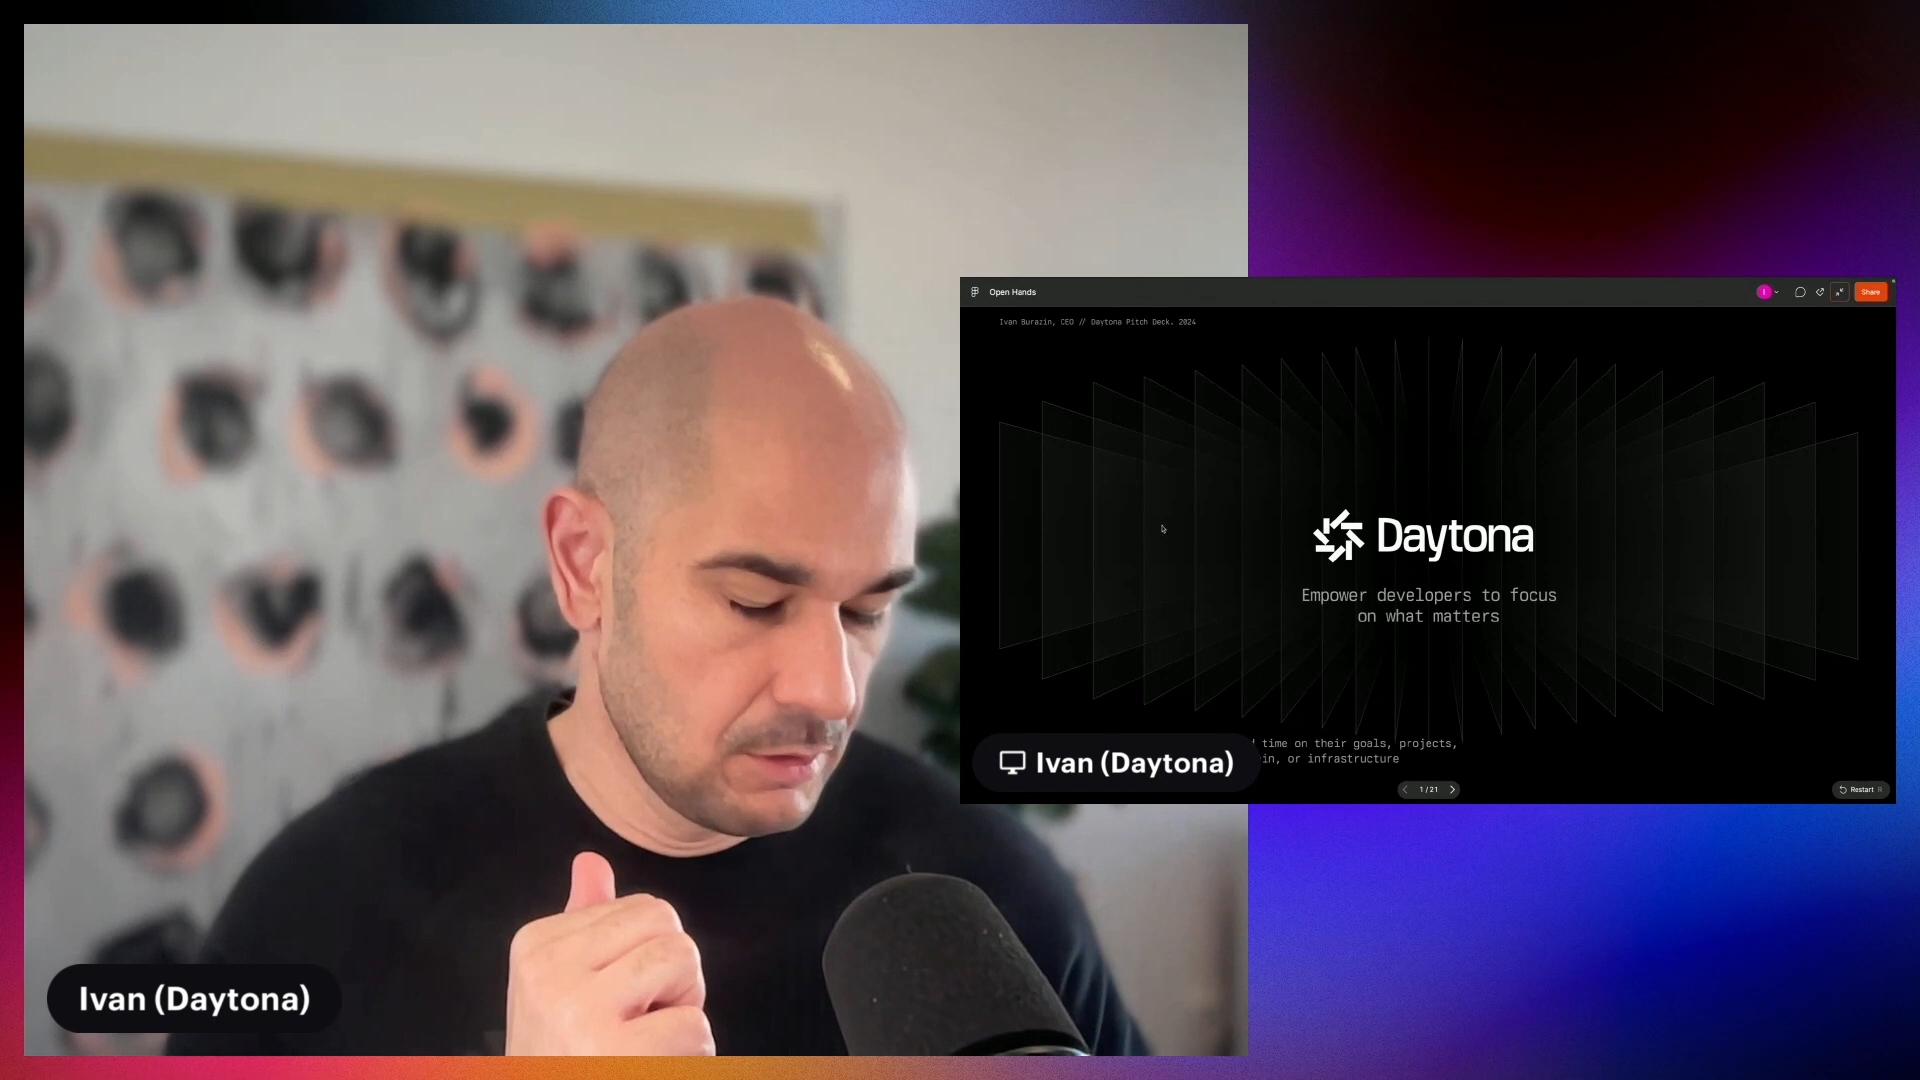 Open Hands
Share
Ivan Burazin, CEO // Daytona Pitch Deck. 2024
Daytona
Empower developers to focus
on what matters
time on their goals, projects,
in, or infrastructure
Ivan (Daytona)
1 / 21
Restart R
Ivan (Daytona)